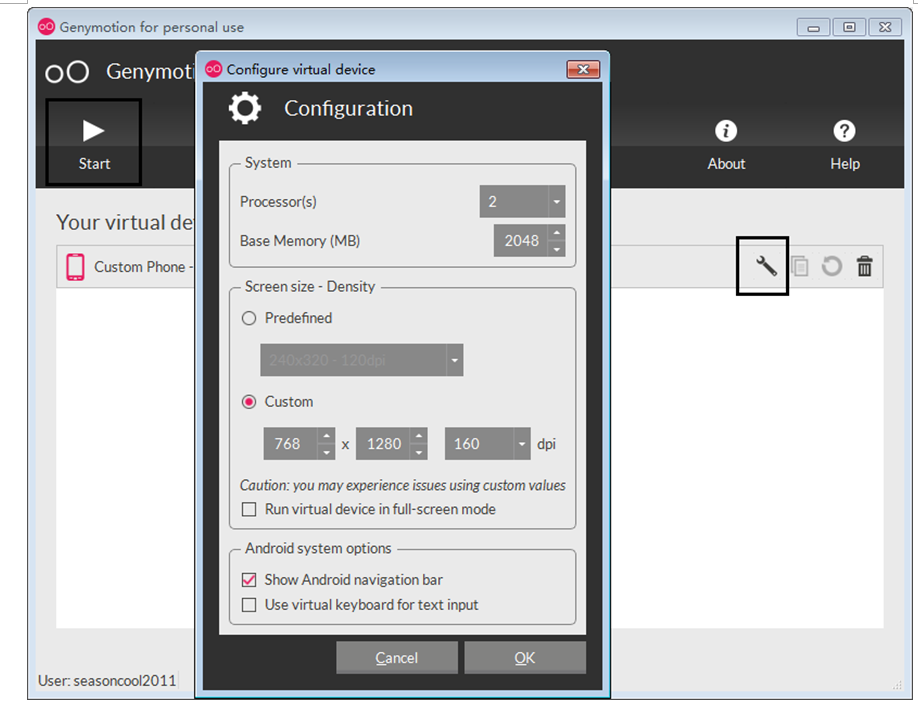 Genymotion for personal use
Genymoti
Start
About
Help
Your virtual de
Custom Phone -
Configure virtual device
Configuration
System
Processor(s)
2
Base Memory (MB)
2048
Screen size - Density
Predefined
240x320 - 120dpi
Custom
768 x 1280 160 dpi
Caution: you may experience issues using custom values
Run virtual device in full-screen mode
Android system options
Show Android navigation bar
Use virtual keyboard for text input
Cancel
OK
User: seasoncool2011